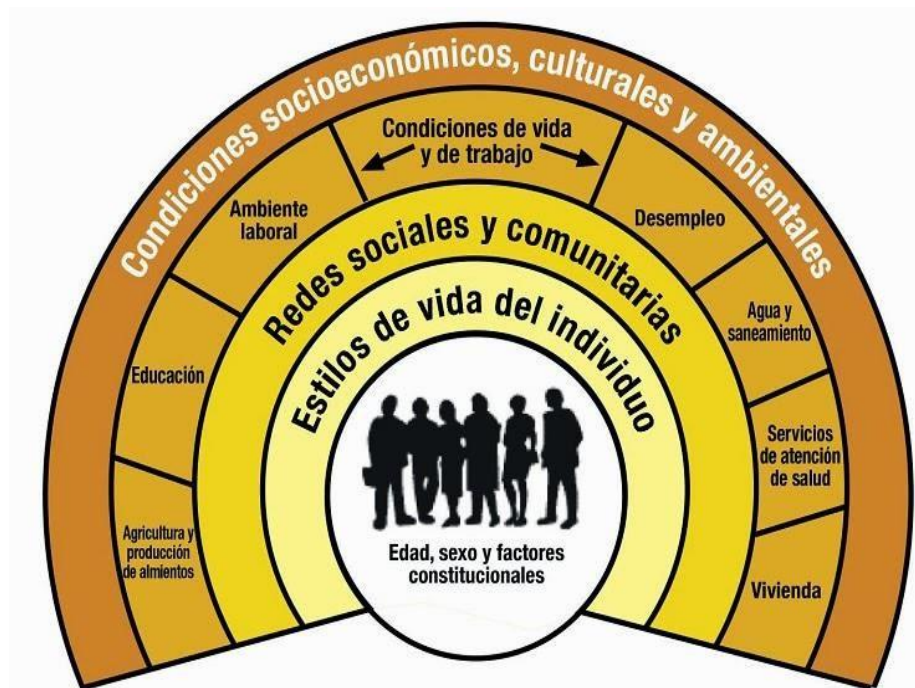 Condiciones socioeconómicos, culturales y ambientales
Condiciones de vida
y de trabajo
Ambiente
laboral
Desempleo
Redes sociales y comunitarias
Agua y
saneamiento
Educación
Estilos de vida del individuo
Servicios
de atención
de salud
Agricultura y
producción
de almientos
Edad, sexo y factores
constitucionales
Vivienda